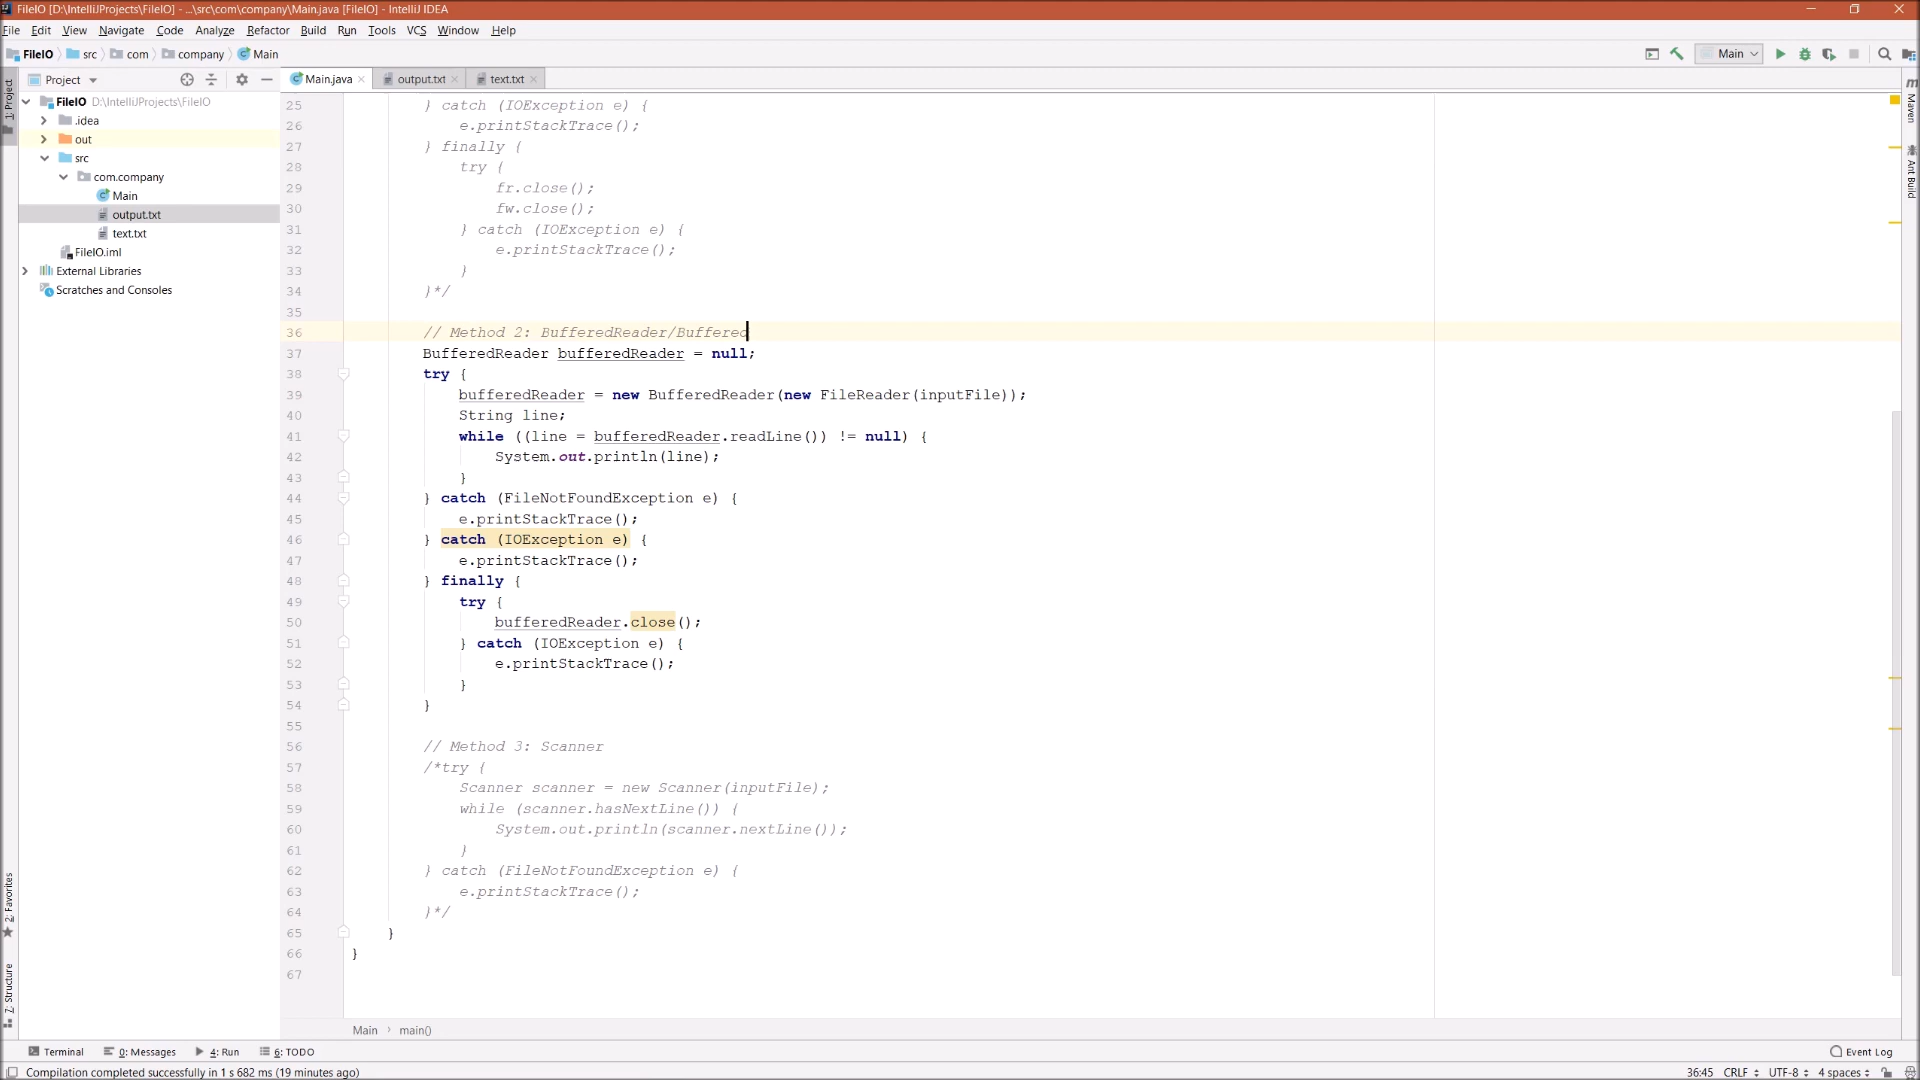 FileIO [D:\IntelliJProjects\FileIO] - ...\src\com\company\Main.java [FileIO] - IntelliJ IDEA
File Edit View Navigate Code Analyze Refactor Build Run Tools VCS Window Help
FileIO src com company Main Main
Project Main.java output.txt text.txt
1: Project
FileIO D:\IntelliJProjects\FileIO
.idea
out
src
com.company
Main
output.txt
text.txt
FileIO.iml
External Libraries
Scratches and Consoles
2: Favorites
Z: Structure
25 } catch (IOException e) {
26 e.printStackTrace();
27 } finally {
28 try {
29 fr.close();
30 fw.close();
31 } catch (IOException e) {
32 e.printStackTrace();
33 }
34 }*/
35
36 // Method 2: BufferedReader/Buffered
37 BufferedReader bufferedReader = null;
38 try {
39 bufferedReader = new BufferedReader(new FileReader(inputFile));
40 String line;
41 while ((line = bufferedReader.readLine()) != null) {
42 System.out.println(line);
43 }
44 } catch (FileNotFoundException e) {
45 e.printStackTrace();
46 } catch (IOException e) {
47 e.printStackTrace();
48 } finally {
49 try {
50 bufferedReader.close();
51 } catch (IOException e) {
52 e.printStackTrace();
53 }
54 }
55
56 // Method 3: Scanner
57 /*try {
58 Scanner scanner = new Scanner(inputFile);
59 while (scanner.hasNextLine()) {
60 System.out.println(scanner.nextLine());
61 }
62 } catch (FileNotFoundException e) {
63 e.printStackTrace();
64 }*/
65 }
66 }
67
Maven
Ant Build
Main › main()
Terminal 0: Messages 4: Run 6: TODO Event Log
Compilation completed successfully in 1 s 682 ms (19 minutes ago) 36:45 CRLF UTF-8 4 spaces